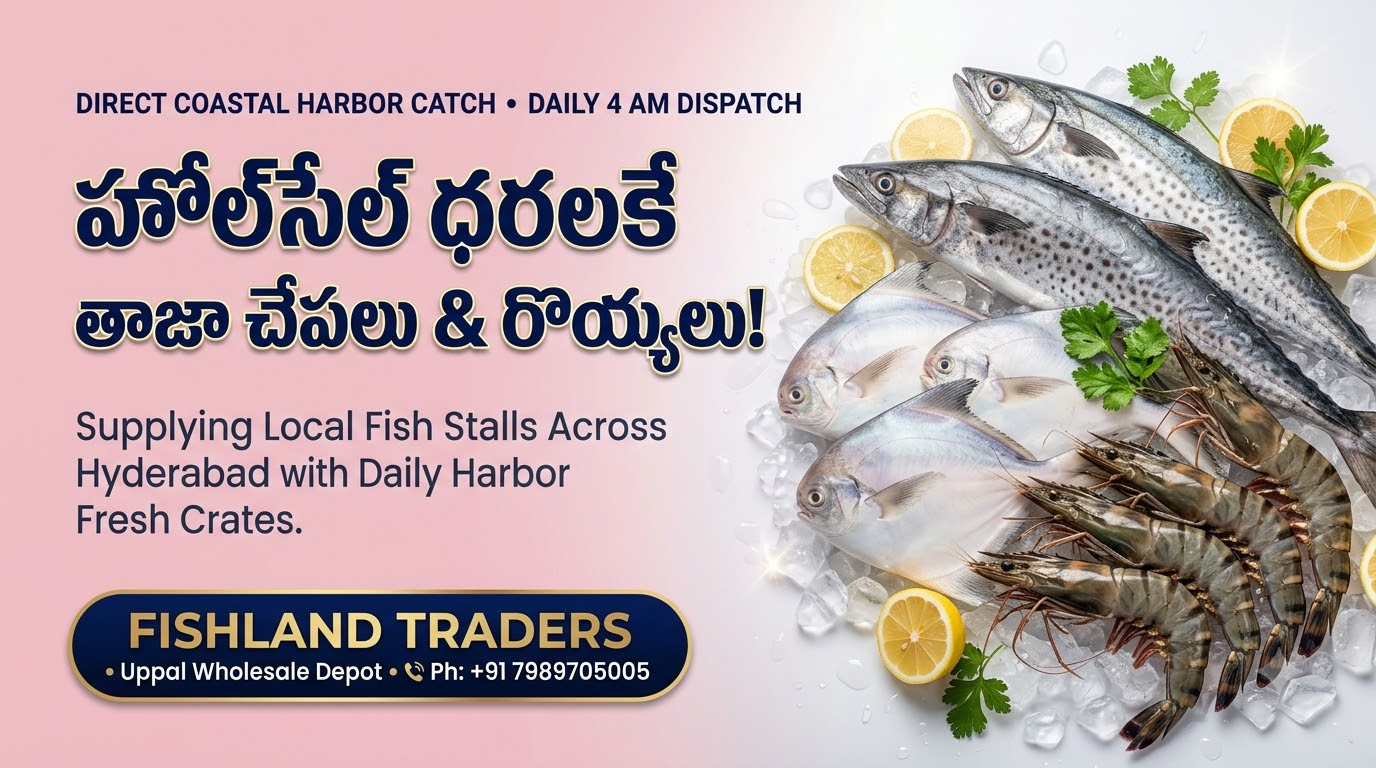 DIRECT COASTAL HARBOR CATCH • DAILY 4 AM DISPATCH
హోల్‌సేల్ ధరలకే
తాజా చేపలు & రొయ్యలు!
Supplying Local Fish Stalls Across
Hyderabad with Daily Harbor
Fresh Crates.
FISHLAND TRADERS
• Uppal Wholesale Depot • Ph: +91 7989705005